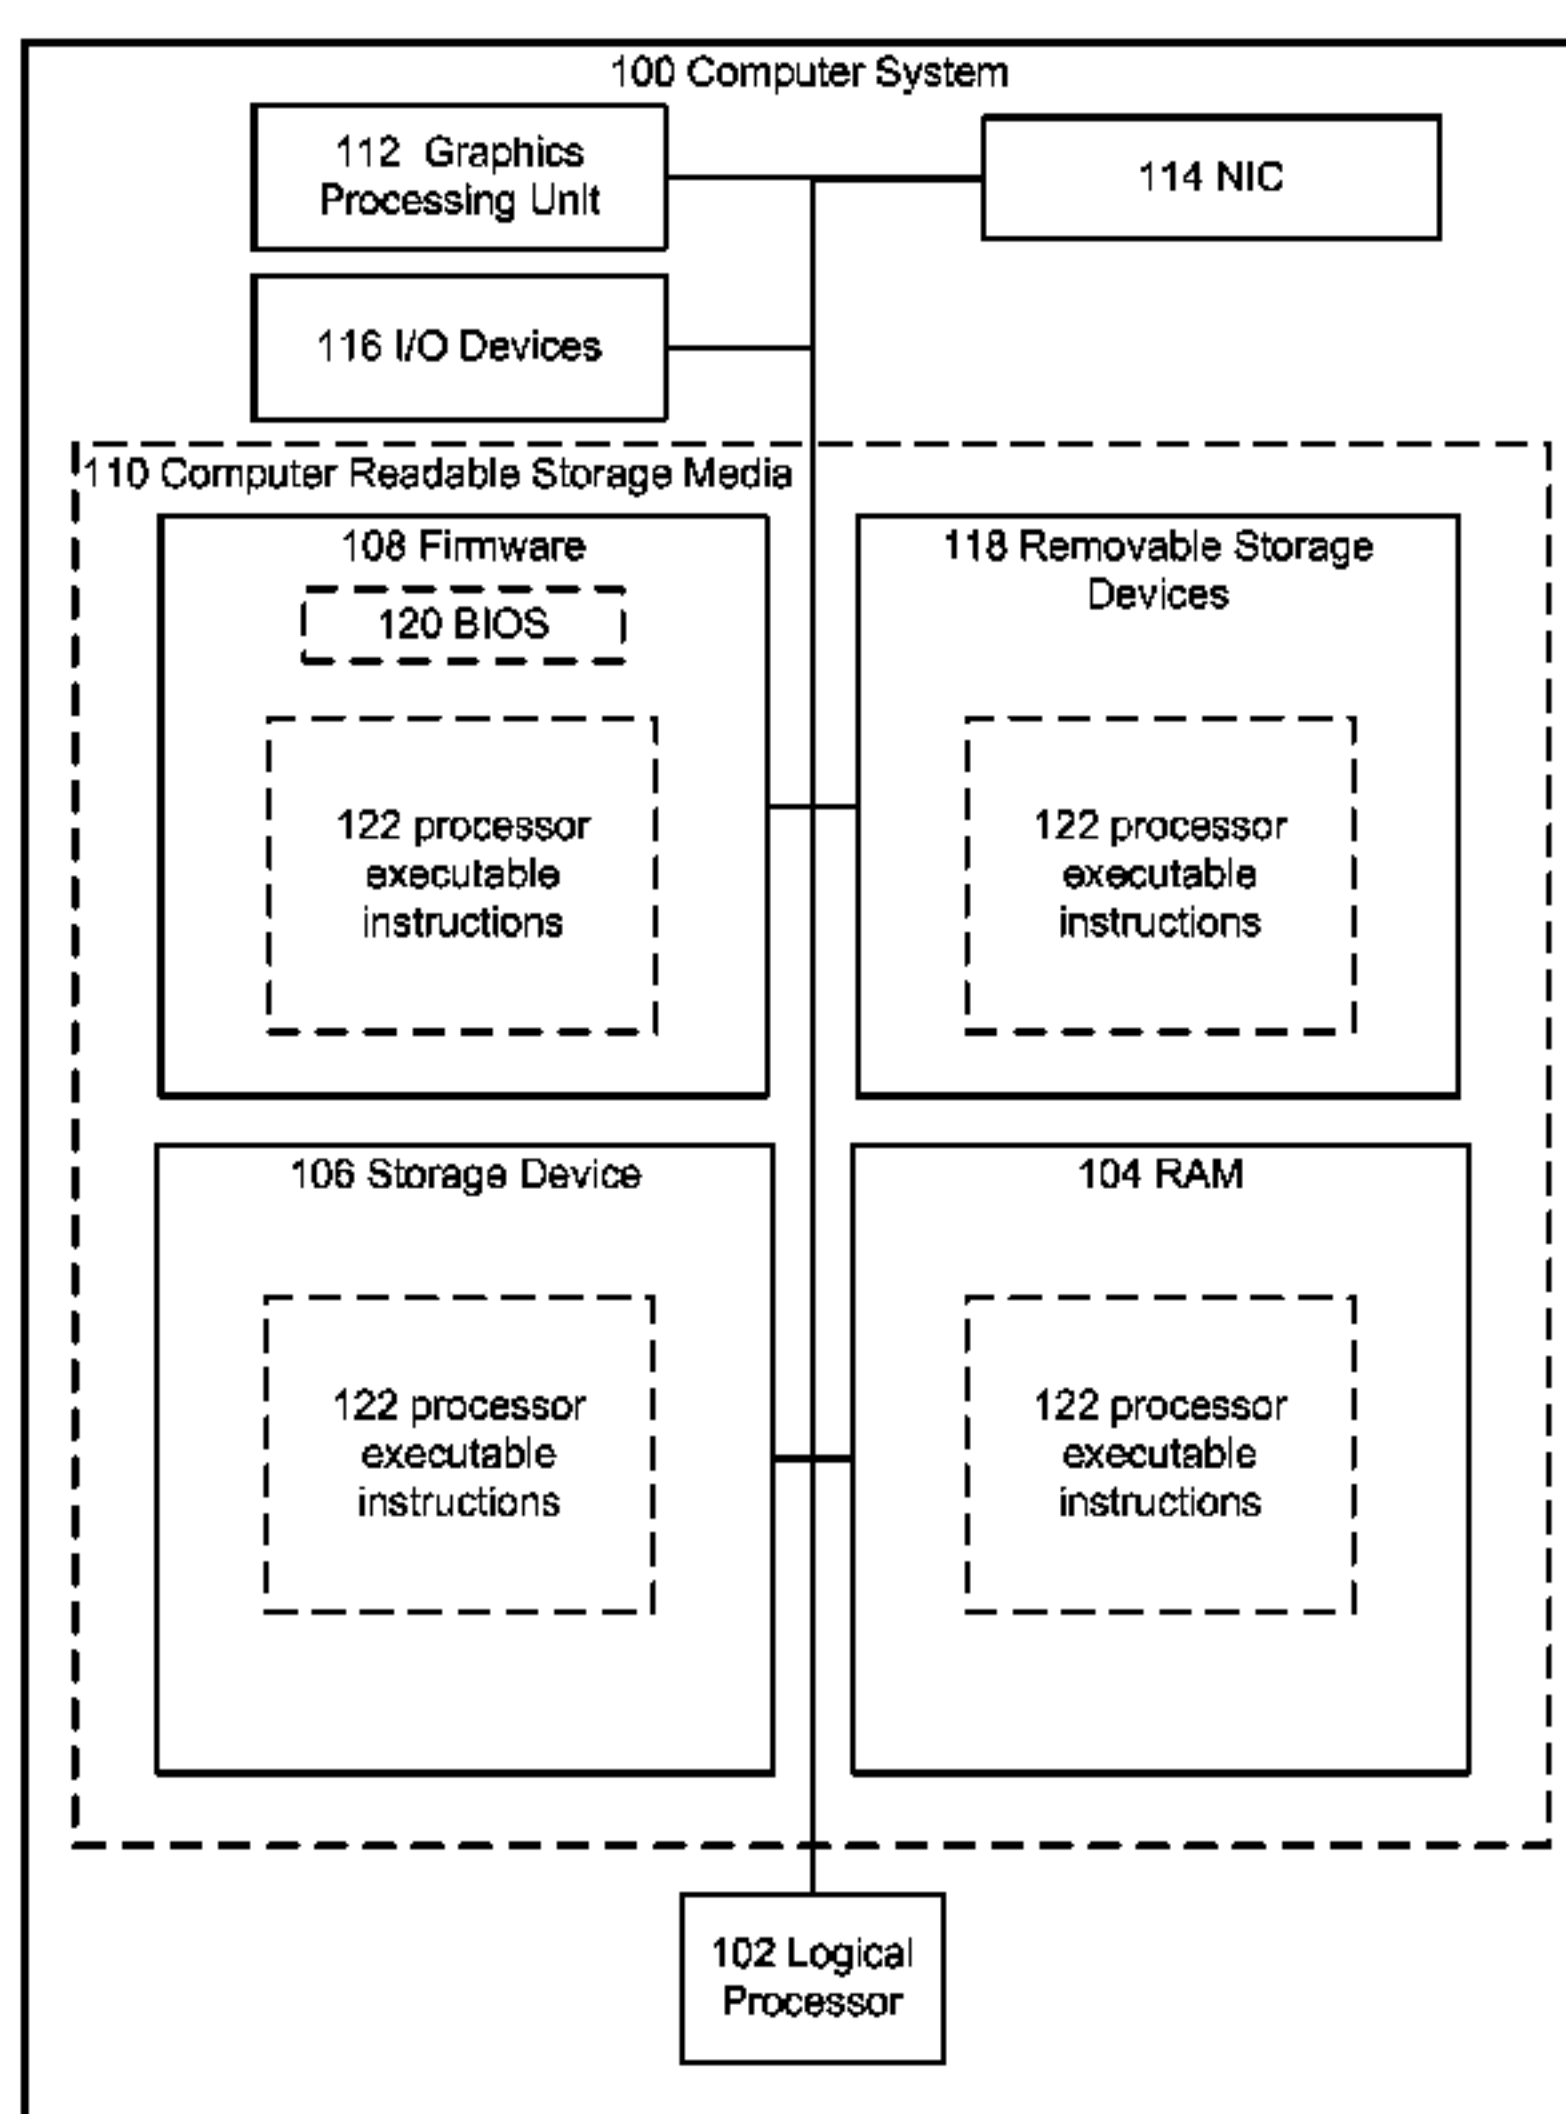 100 Computer System
112 Graphics
Processing Unit
114 NIC
116 I/O Devices
110 Computer Readable Storage Media
108 Firmware
120 BIOS
122 processor
executable
instructions
118 Removable Storage
Devices
122 processor
executable
instructions
106 Storage Device
122 processor
executable
instructions
104 RAM
122 processor
executable
instructions
102 Logical
Processor